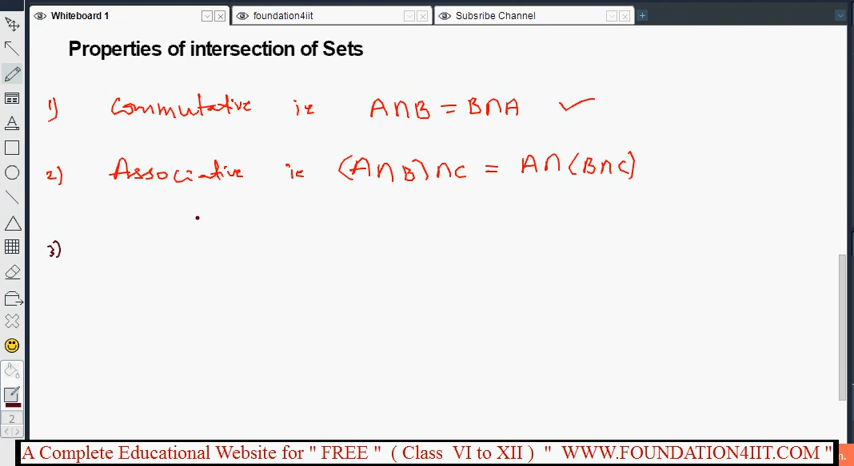 Whiteboard 1 foundation4iit Subsribe Channel
Properties of intersection of Sets
1) Commutative ie A∩B = B∩A ✓
2) Associative ie (A∩B)∩C = A∩(B∩C)
3)
2
A Complete Educational Website for " FREE " ( Class VI to XII ) " WWW.FOUNDATION4IIT.COM "